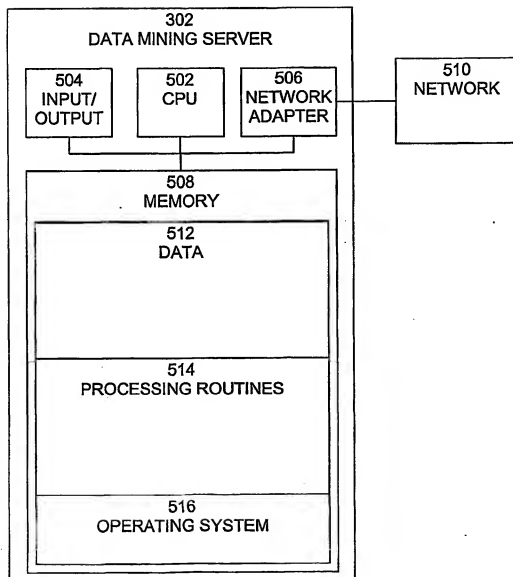 302
DATA MINING SERVER
504
INPUT/
OUTPUT
502
CPU
506
NETWORK
ADAPTER
510
NETWORK
508
MEMORY
512
DATA
514
PROCESSING ROUTINES
516
OPERATING SYSTEM